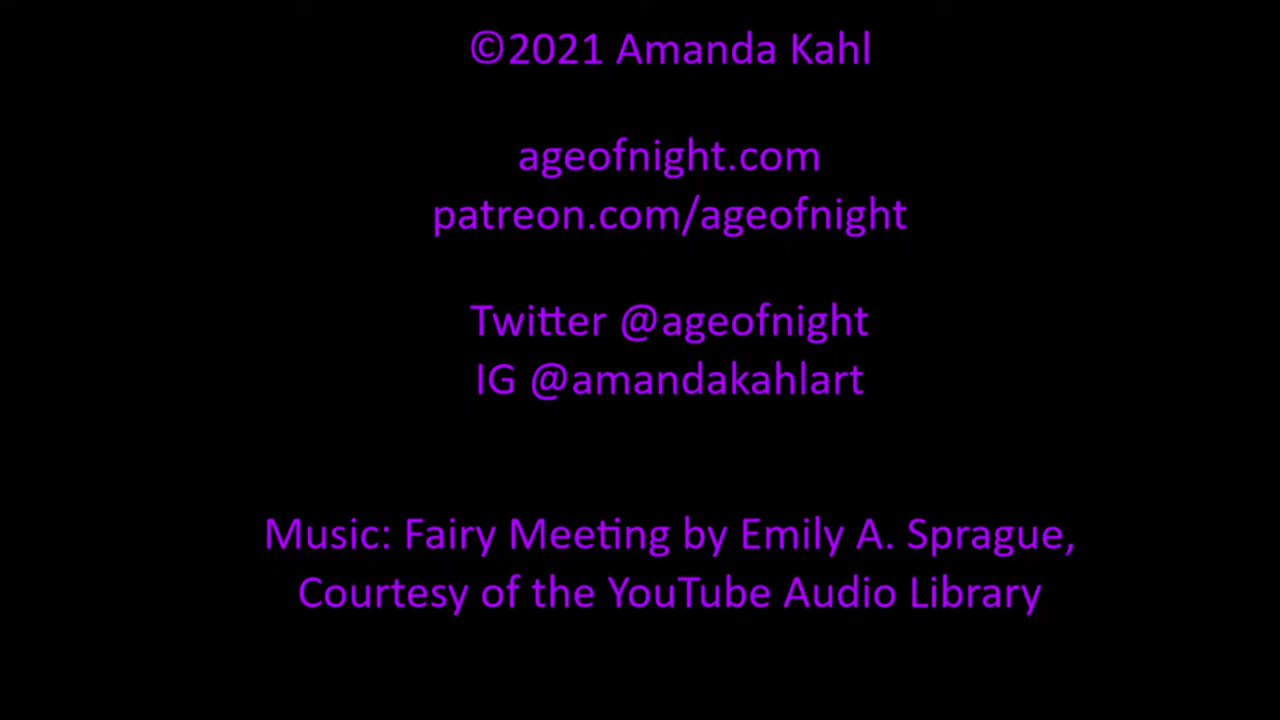 ©2021 Amanda Kahl
ageofnight.com
patreon.com/ageofnight
Twitter @ageofnight
IG @amandakahlart
Music: Fairy Meeting by Emily A. Sprague,
Courtesy of the YouTube Audio Library